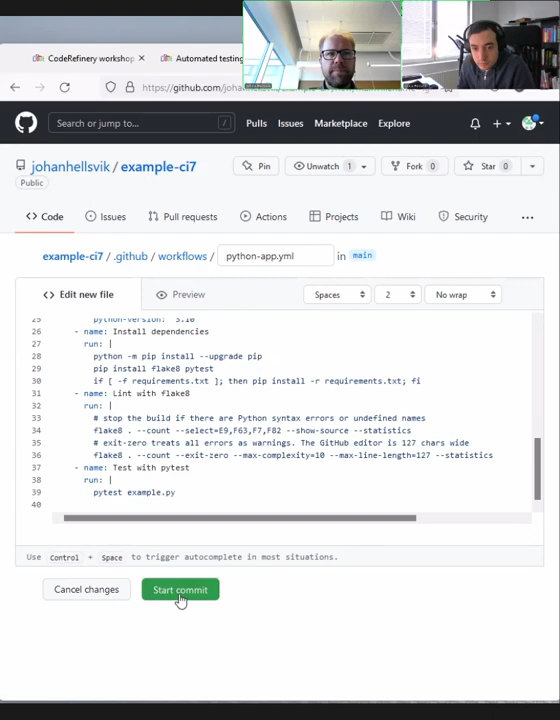 CodeRefinery workshop
Automated testing
https://github.com/joh
Search or jump to...
/
Pulls
Issues
Marketplace
Explore
johanhellsvik / example-ci7
Pin
Unwatch 1
Fork 0
Star 0
Public
Code
Issues
Pull requests
Actions
Projects
Wiki
Security
example-ci7 / .github / workflows / python-app.yml in main
Edit new file
Preview
Spaces
2
No wrap
25 python-version: "3.10"
26 - name: Install dependencies
27 run: |
28 python -m pip install --upgrade pip
29 pip install flake8 pytest
30 if [ -f requirements.txt ]; then pip install -r requirements.txt; fi
31 - name: Lint with flake8
32 run: |
33 # stop the build if there are Python syntax errors or undefined names
34 flake8 . --count --select=E9,F63,F7,F82 --show-source --statistics
35 # exit-zero treats all errors as warnings. The GitHub editor is 127 chars wide
36 flake8 . --count --exit-zero --max-complexity=10 --max-line-length=127 --statistics
37 - name: Test with pytest
38 run: |
39 pytest example.py
40
Use Control + Space to trigger autocomplete in most situations.
Cancel changes
Start commit